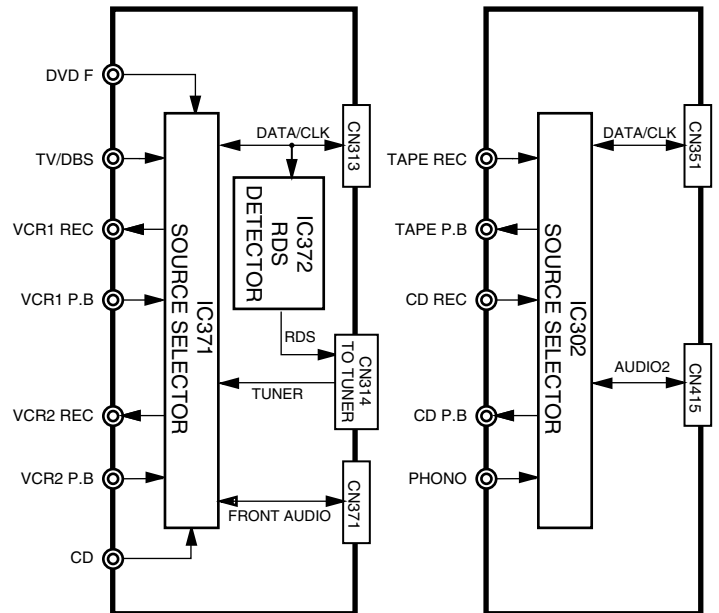 DVD F
TV/DBS
VCR1 REC
VCR1 P.B
VCR2 REC
VCR2 P.B
CD
IC371
SOURCE SELECTOR
DATA/CLK
CN313
IC372
RDS
DETECTOR
RDS
CN314
TO TUNER
TUNER
FRONT AUDIO
CN371
TAPE REC
TAPE P.B
CD REC
CD P.B
PHONO
IC302
SOURCE SELECTOR
DATA/CLK
CN351
AUDIO2
CN415